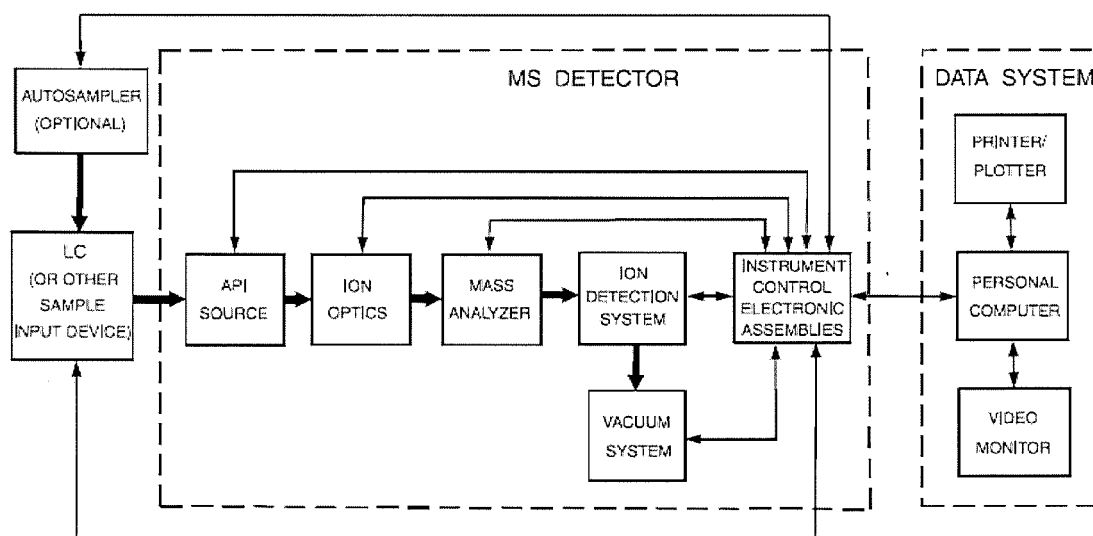 MS DETECTOR
DATA SYSTEM
AUTOSAMPLER
(OPTIONAL)
LC
(OR OTHER
SAMPLE
INPUT DEVICE)
API
SOURCE
ION
OPTICS
MASS
ANALYZER
ION
DETECTION
SYSTEM
INSTRUMENT
CONTROL
ELECTRONIC
ASSEMBLIES
VACUUM
SYSTEM
PRINTER/
PLOTTER
PERSONAL
COMPUTER
VIDEO
MONITOR